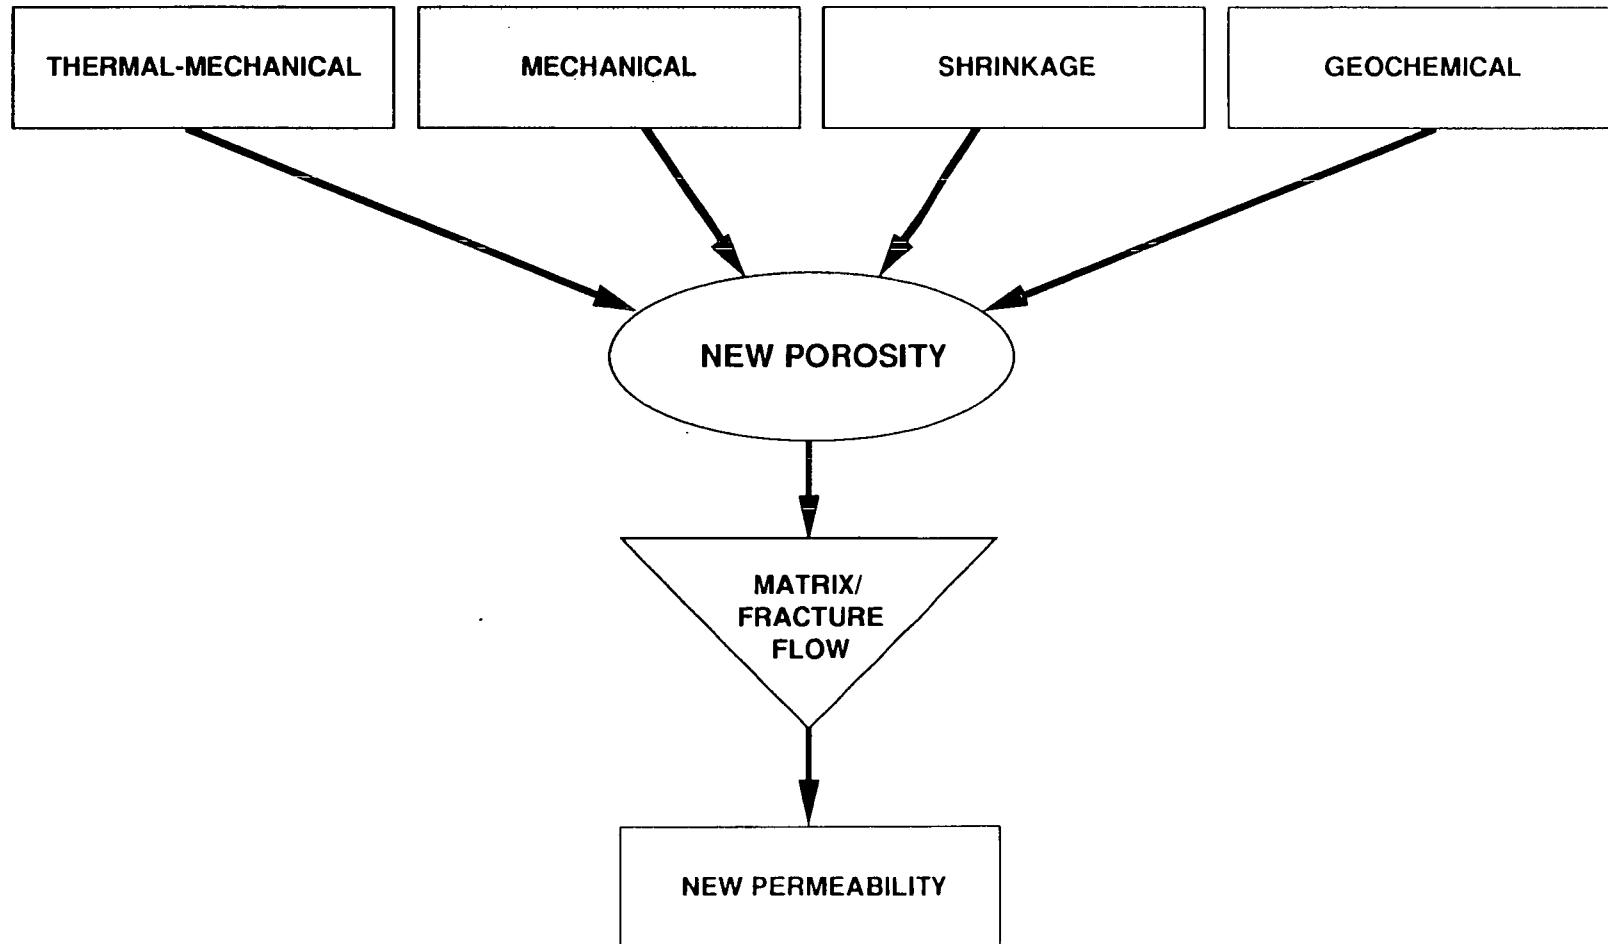 THERMAL-MECHANICAL
MECHANICAL
SHRINKAGE
GEOCHEMICAL
NEW POROSITY
MATRIX/
FRACTURE
FLOW
NEW PERMEABILITY